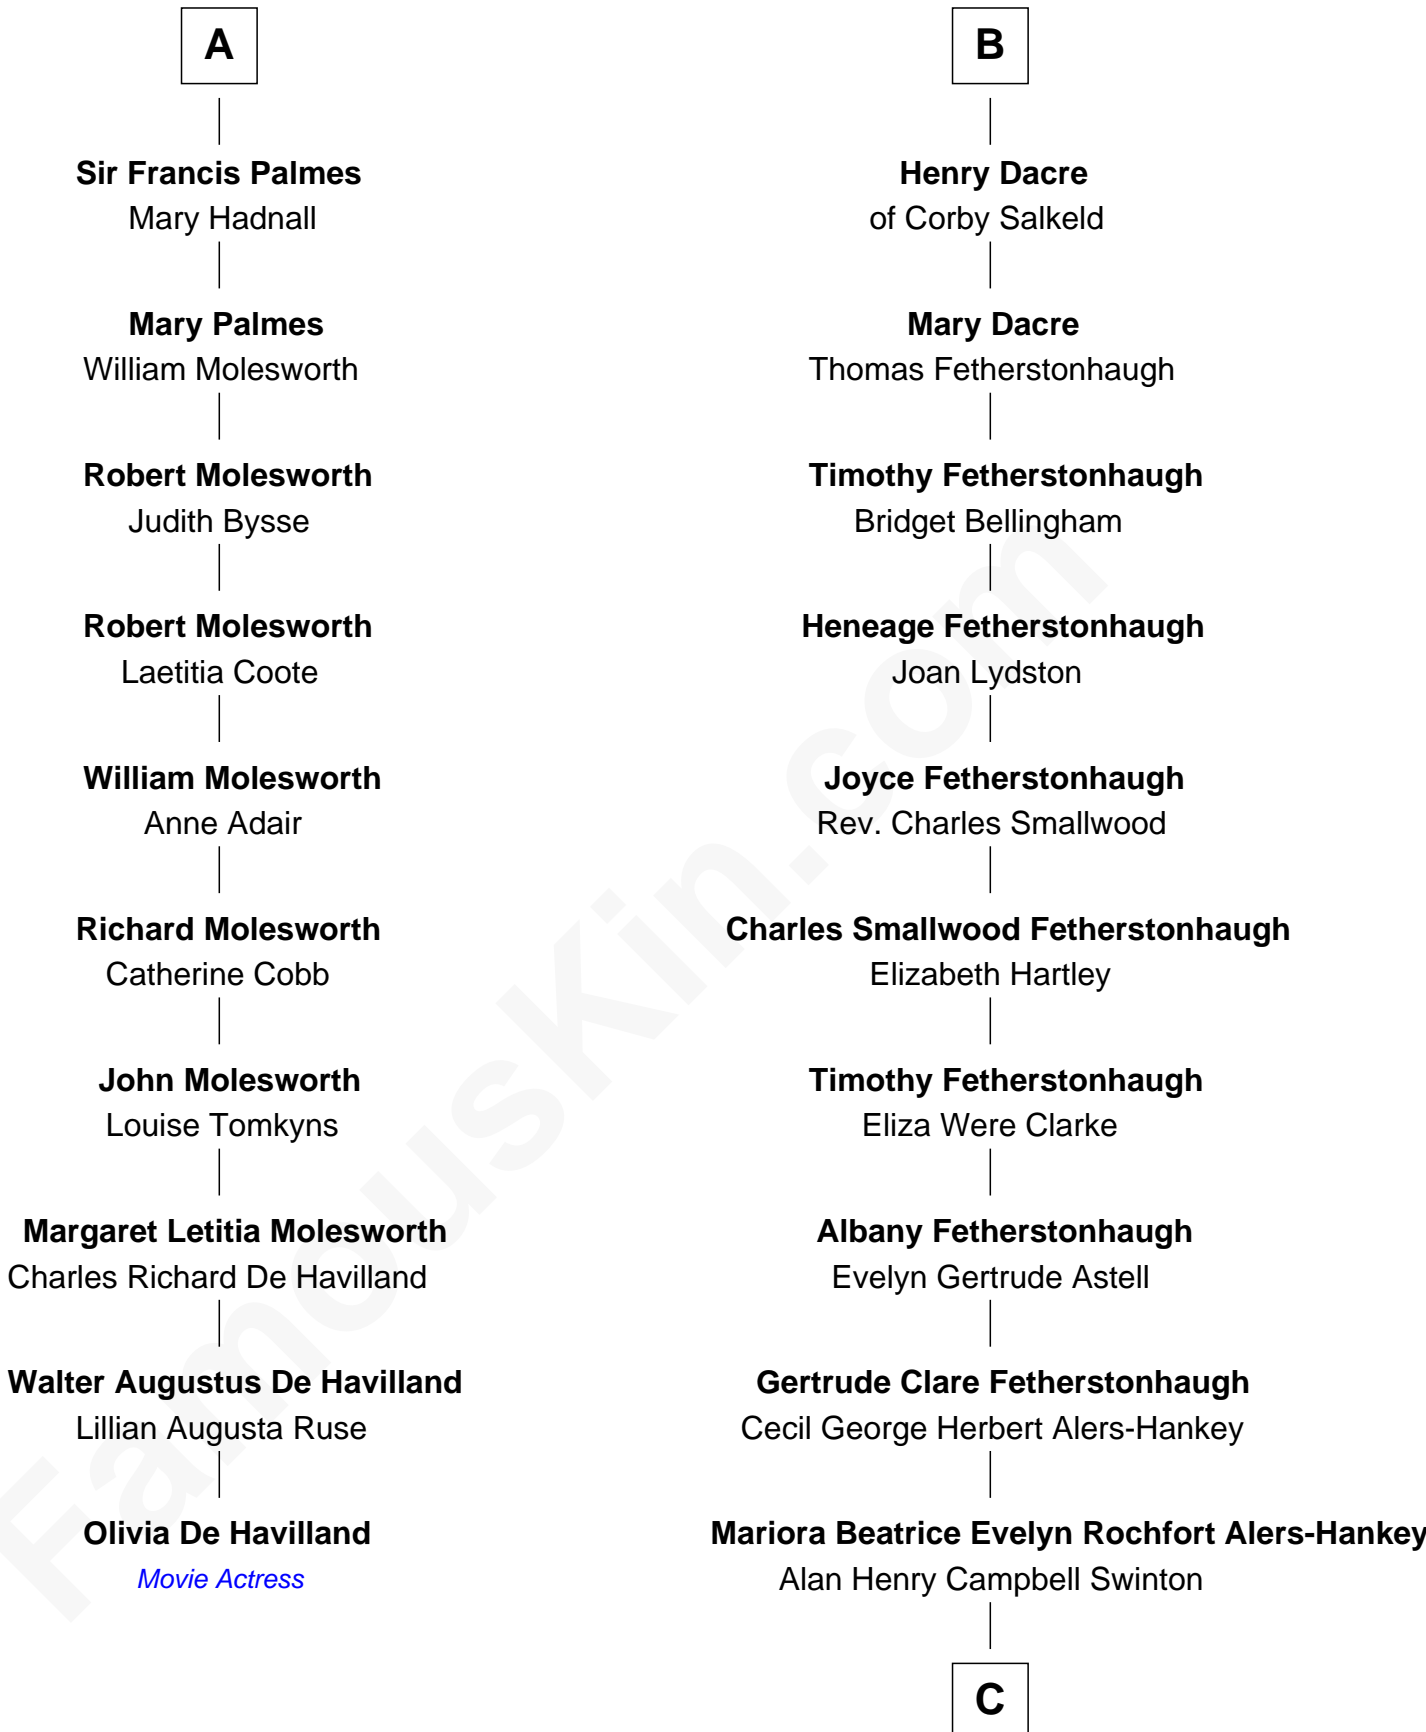 A
Sir Francis Palmes
Mary Hadnall
Mary Palmes
William Molesworth
Robert Molesworth
Judith Bysse
Robert Molesworth
Laetitia Coote
William Molesworth
Anne Adair
Richard Molesworth
Catherine Cobb
John Molesworth
Louise Tomkyns
Margaret Letitia Molesworth
Charles Richard De Havilland
Walter Augustus De Havilland
Lillian Augusta Ruse
Olivia De Havilland
Movie Actress
B
Henry Dacre
of Corby Salkeld
Mary Dacre
Thomas Fetherstonhaugh
Timothy Fetherstonhaugh
Bridget Bellingham
Heneage Fetherstonhaugh
Joan Lydston
Joyce Fetherstonhaugh
Rev. Charles Smallwood
Charles Smallwood Fetherstonhaugh
Elizabeth Hartley
Timothy Fetherstonhaugh
Eliza Were Clarke
Albany Fetherstonhaugh
Evelyn Gertrude Astell
Gertrude Clare Fetherstonhaugh
Cecil George Herbert Alers-Hankey
Mariora Beatrice Evelyn Rochfort Alers-Hankey
Alan Henry Campbell Swinton
C
FamousKin.com